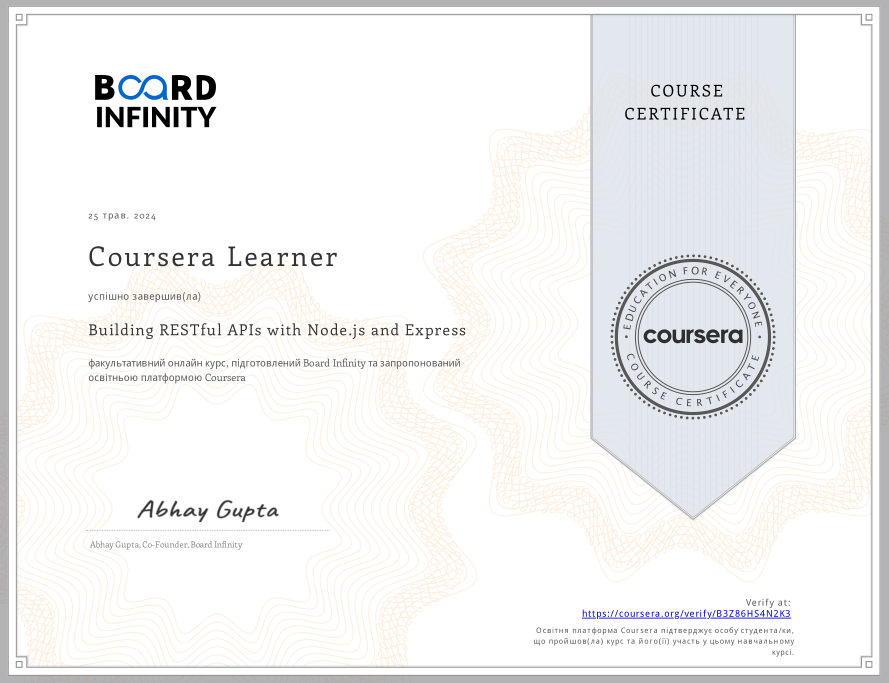 BOARD
INFINITY
COURSE
CERTIFICATE
25 трав. 2024
Coursera Learner
успішно завершив(ла)
Building RESTful APIs with Node.js and Express
факультативний онлайн курс, підготовлений Board Infinity та запропонований
освітньою платформою Coursera
EDUCATION FOR EVERYONE
coursera
COURSE CERTIFICATE
Abhay Gupta
Abhay Gupta, Co-Founder, Board Infinity
Verify at:
https://coursera.org/verify/B3Z86HS4N2K3
Освітня платформа Coursera підтверджує особу студента/ки,
що пройшов(ла) курс та його(її) участь у цьому навчальному
курсі.